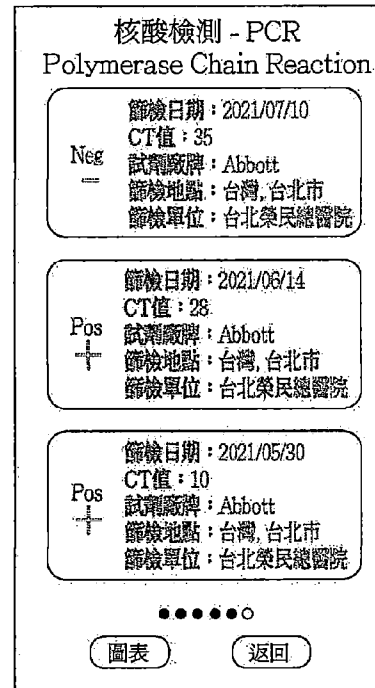 核酸檢測 - PCR
Polymerase Chain Reaction
Neg
篩檢日期：2021/07/10
CT值：35
試劑廠牌：Abbott
篩檢地點：台灣, 台北市
篩檢單位：台北榮民總醫院
Pos
篩檢日期：2021/06/14
CT值：28
試劑廠牌：Abbott
篩檢地點：台灣, 台北市
篩檢單位：台北榮民總醫院
Pos
篩檢日期：2021/05/30
CT值：10
試劑廠牌：Abbott
篩檢地點：台灣, 台北市
篩檢單位：台北榮民總醫院
圖表
返回